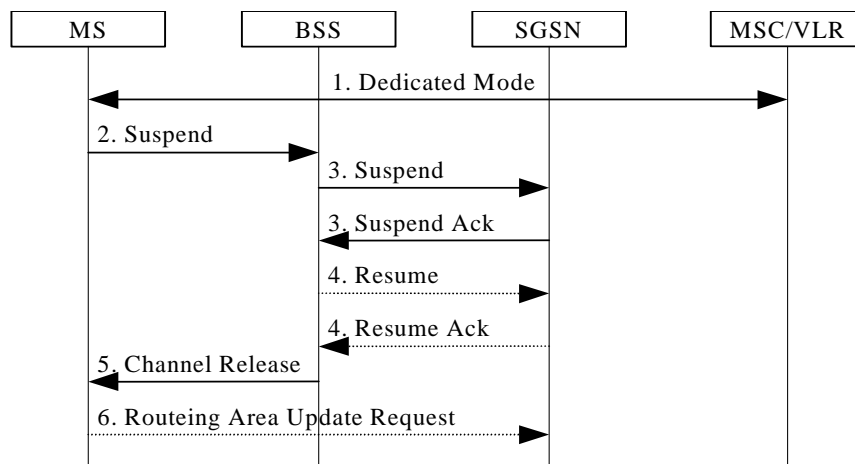 MS
BSS
SGSN
MSC/VLR
1. Dedicated Mode
2. Suspend
3. Suspend
3. Suspend Ack
4. Resume
4. Resume Ack
5. Channel Release
6. Routeing Area Update Request